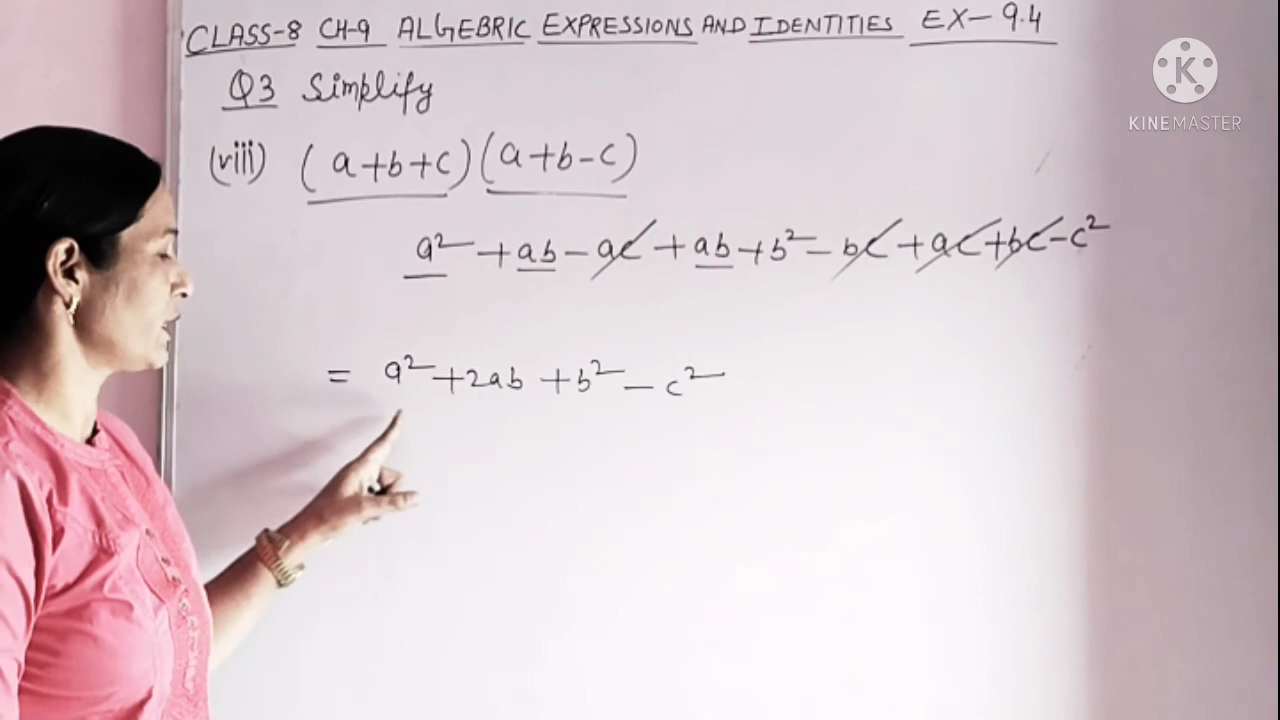 CLASS-8 CH-9 ALGEBRIC EXPRESSIONS AND IDENTITIES EX-9.4
Q3 Simplify
(viii) (a+b+c)(a+b-c)
a²+ab-ac+ab+b²-bc+ac+bc-c²
= a²+2ab+b²-c²
K
KINEMASTER